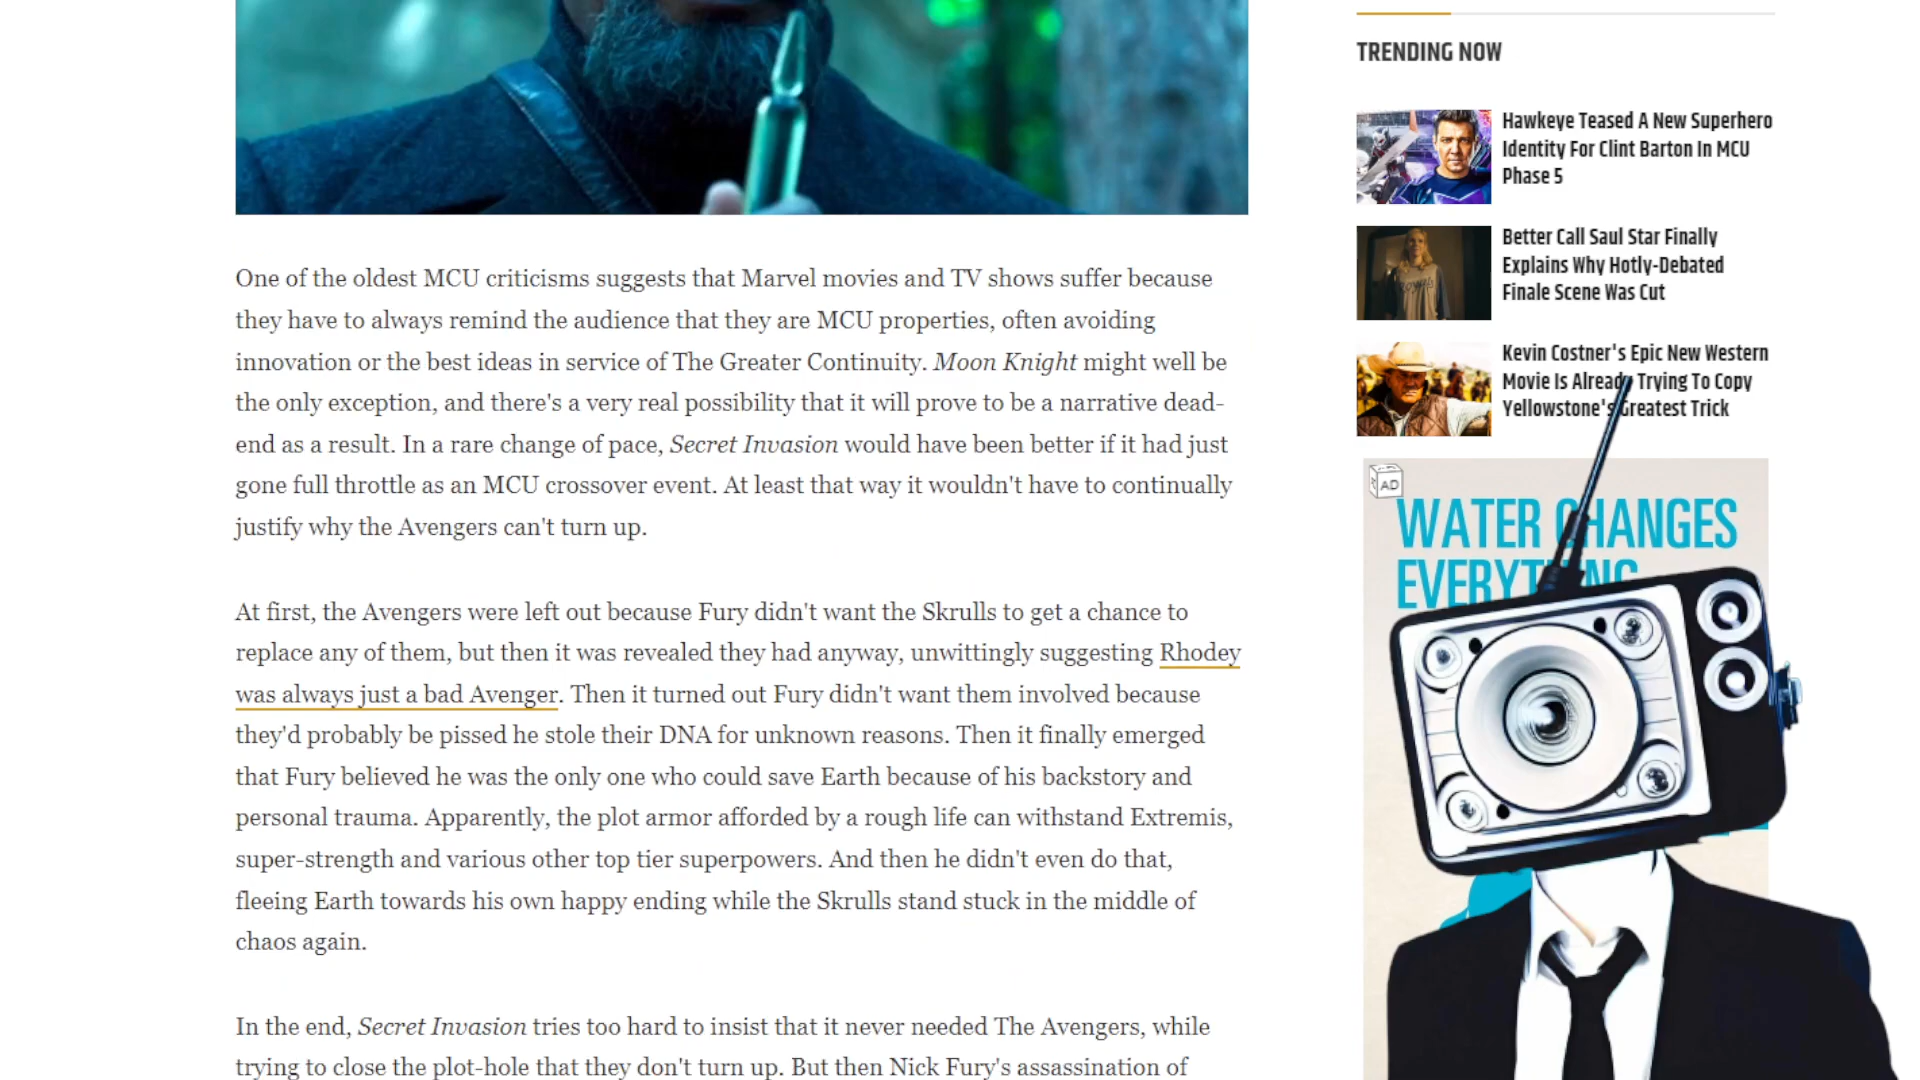 One of the oldest MCU criticisms suggests that Marvel movies and TV shows suffer because
they have to always remind the audience that they are MCU properties, often avoiding
innovation or the best ideas in service of The Greater Continuity. Moon Knight might well be
the only exception, and there's a very real possibility that it will prove to be a narrative dead-
end as a result. In a rare change of pace, Secret Invasion would have been better if it had just
gone full throttle as an MCU crossover event. At least that way it wouldn't have to continually
justify why the Avengers can't turn up.
At first, the Avengers were left out because Fury didn't want the Skrulls to get a chance to
replace any of them, but then it was revealed they had anyway, unwittingly suggesting Rhodey
was always just a bad Avenger. Then it turned out Fury didn't want them involved because
they'd probably be pissed he stole their DNA for unknown reasons. Then it finally emerged
that Fury believed he was the only one who could save Earth because of his backstory and
personal trauma. Apparently, the plot armor afforded by a rough life can withstand Extremis,
super-strength and various other top tier superpowers. And then he didn't even do that,
fleeing Earth towards his own happy ending while the Skrulls stand stuck in the middle of
chaos again.
In the end, Secret Invasion tries too hard to insist that it never needed The Avengers, while
trying to close the plot-hole that they don't turn up. But then Nick Fury's assassination of
TRENDING NOW
Hawkeye Teased A New Superhero
Identity For Clint Barton In MCU
Phase 5
Better Call Saul Star Finally
Explains Why Hotly-Debated
Finale Scene Was Cut
Kevin Costner's Epic New Western
Movie Is Already Trying To Copy
Yellowstone's Greatest Trick
AD
WATER CHANGES
EVERYTHING